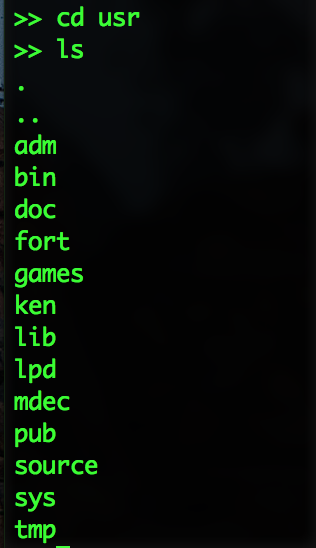 >> cd usr
>> ls
.
..
adm
bin
doc
fort
games
ken
lib
lpd
mdec
pub
source
sys
tmp